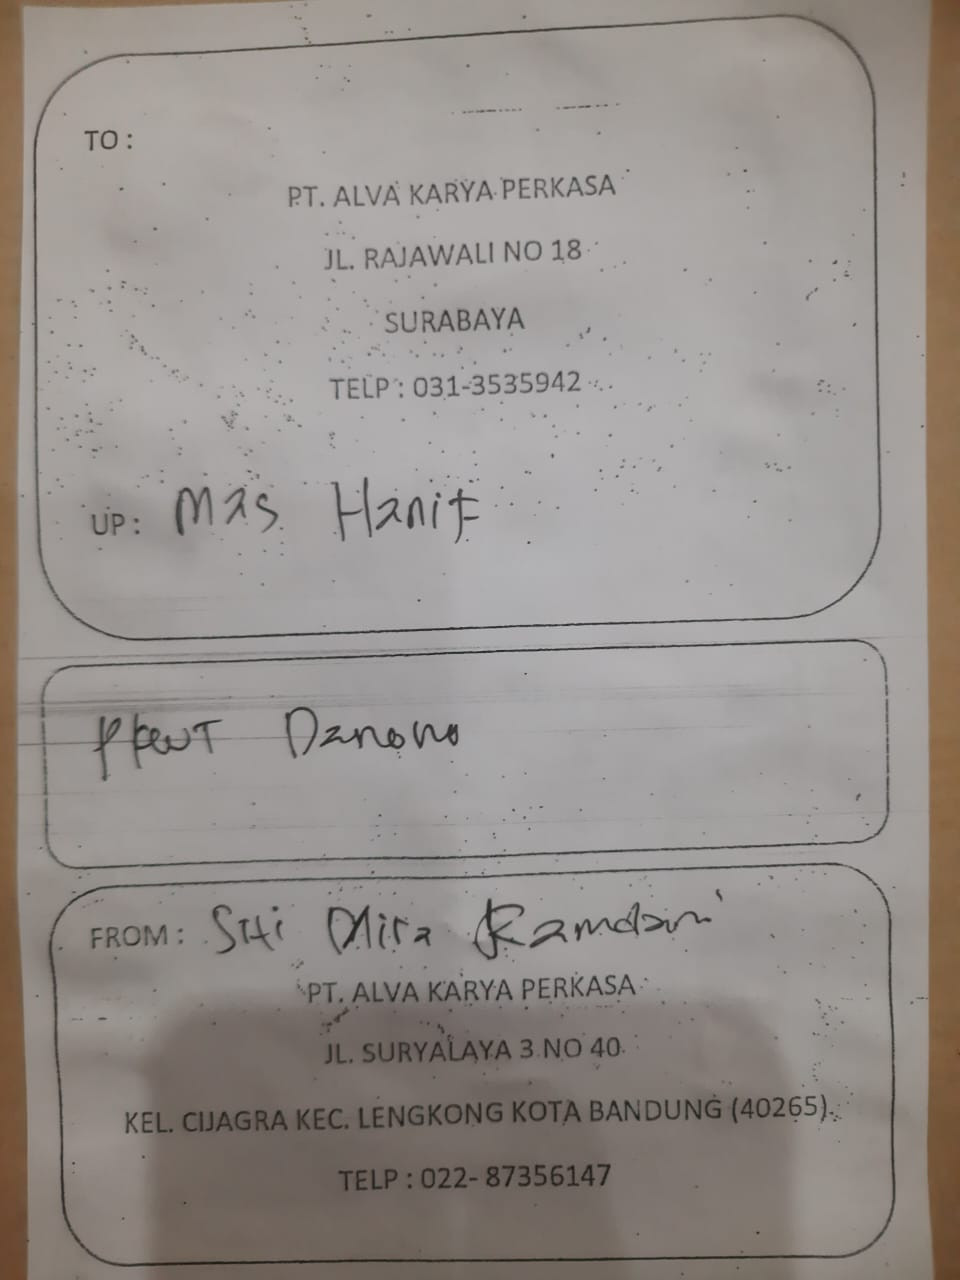 TO :
PT. ALVA KARYA PERKASA
JL. RAJAWALI NO 18
SURABAYA
TELP : 031-3535942
UP : Mas Hanif
PKWT Danone
FROM : Siti Mira Ramdani
PT. ALVA KARYA PERKASA
JL. SURYALAYA 3 NO 40
KEL. CIJAGRA KEC. LENGKONG KOTA BANDUNG (40265)
TELP : 022- 87356147